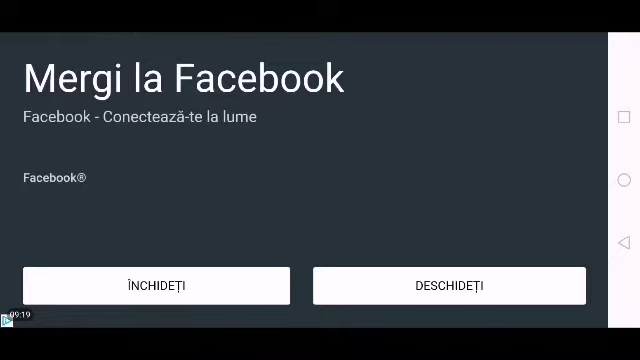 Mergi la Facebook
Facebook - Conectează-te la lume
Facebook®
ÎNCHIDEȚI
DESCHIDEȚI
09:19